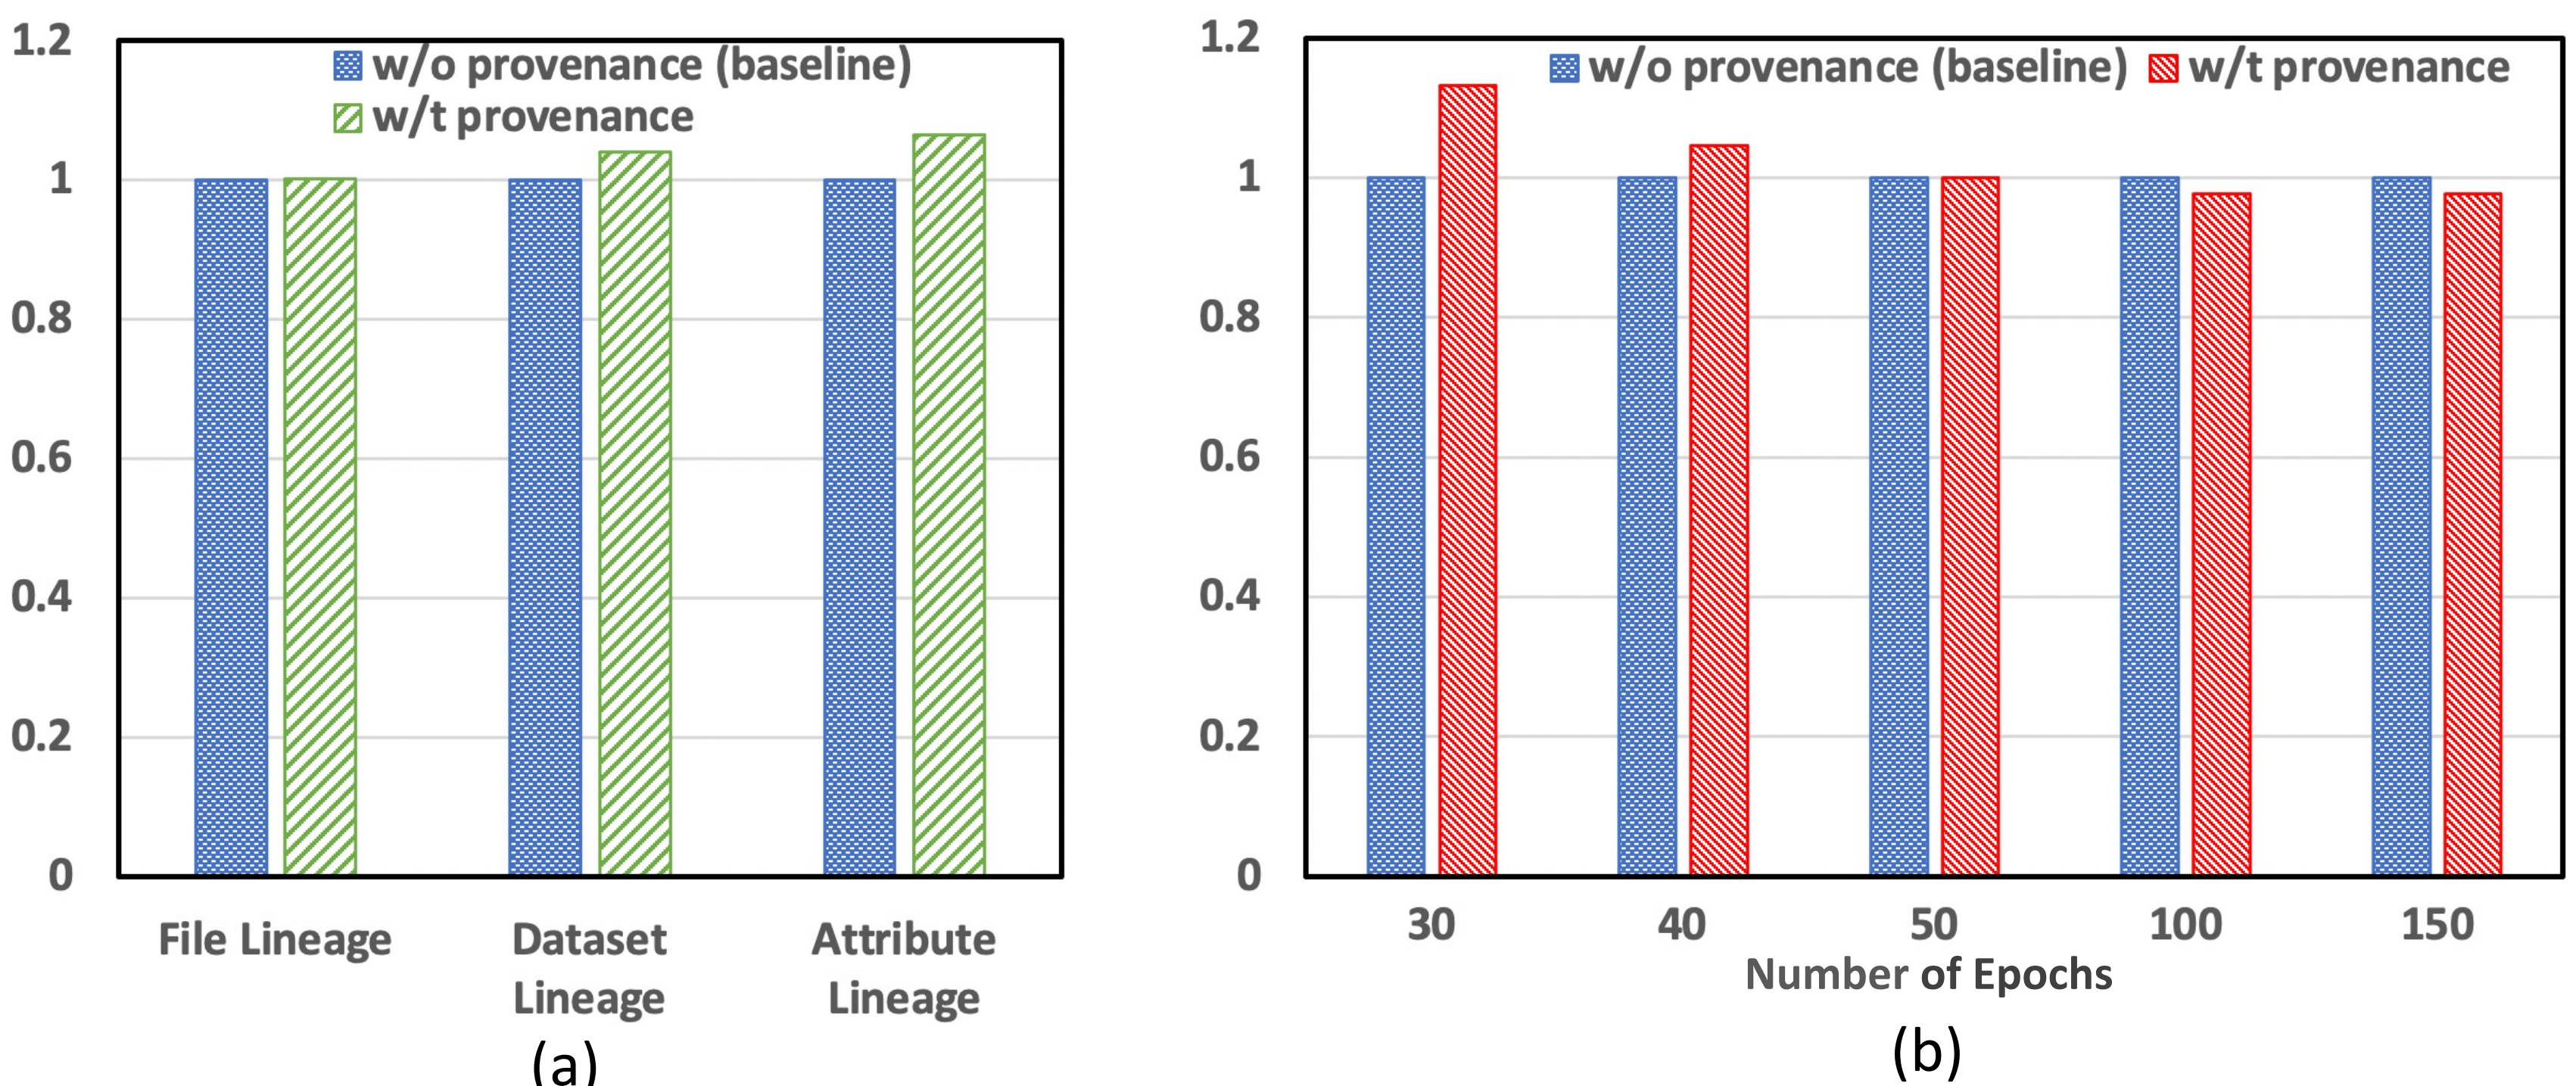 1.2
1
0.8
0.6
0.4
0.2
0
w/o provenance (baseline)
w/t provenance
File Lineage
Dataset
Lineage
Attribute
Lineage
(a)
1.2
1
0.8
0.6
0.4
0.2
0
w/o provenance (baseline) w/t provenance
30 40 50 100 150
Number of Epochs
(b)